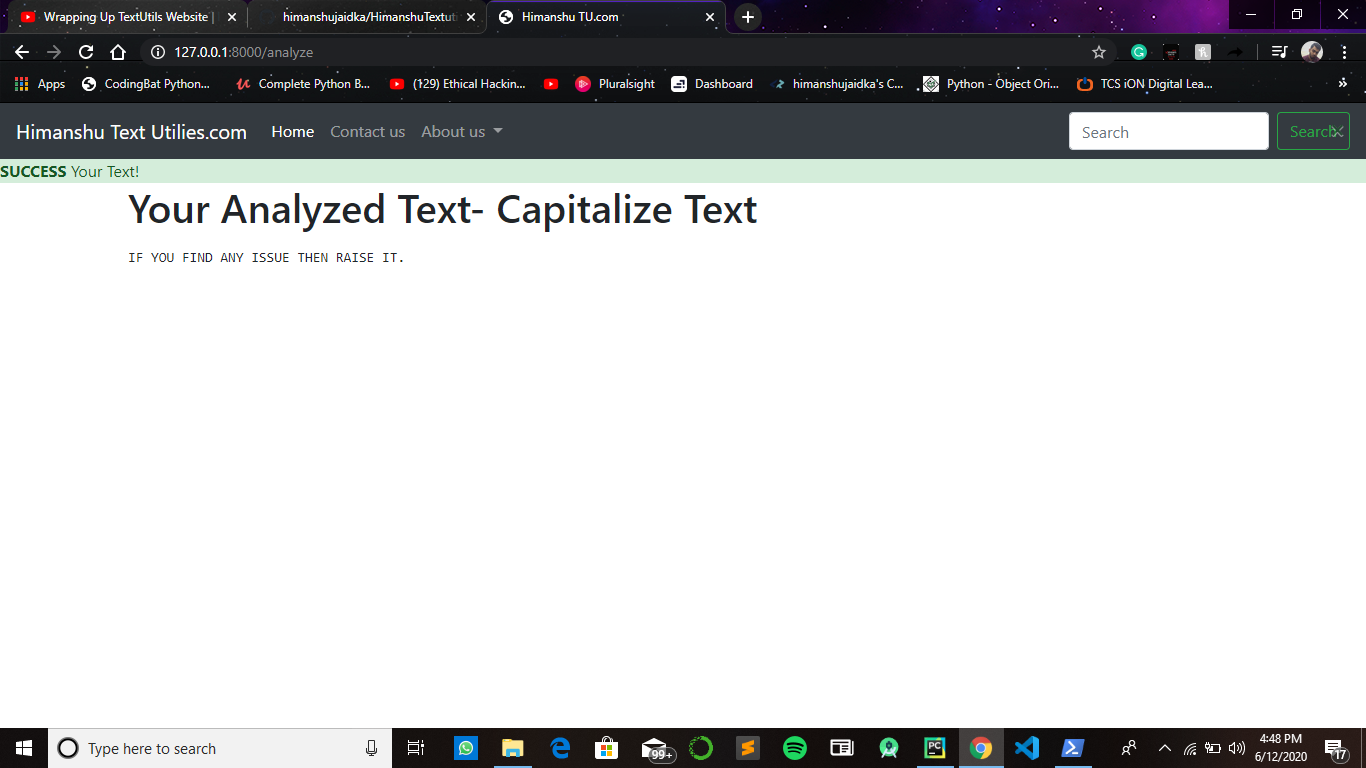 Wrapping Up TextUtils Website |
himanshujaidka/HimanshuTextuti
Himanshu TU.com
127.0.0.1:8000/analyze
Apps
CodingBat Python...
Complete Python B...
(129) Ethical Hackin...
Pluralsight
Dashboard
himanshujaidka's C...
Python - Object Ori...
TCS iON Digital Lea...
»
Himanshu Text Utilies.com
Home
Contact us
About us
Search
Search
SUCCESS Your Text!
Your Analyzed Text- Capitalize Text
IF YOU FIND ANY ISSUE THEN RAISE IT.
Type here to search
99+
PC
4:48 PM
6/12/2020
17